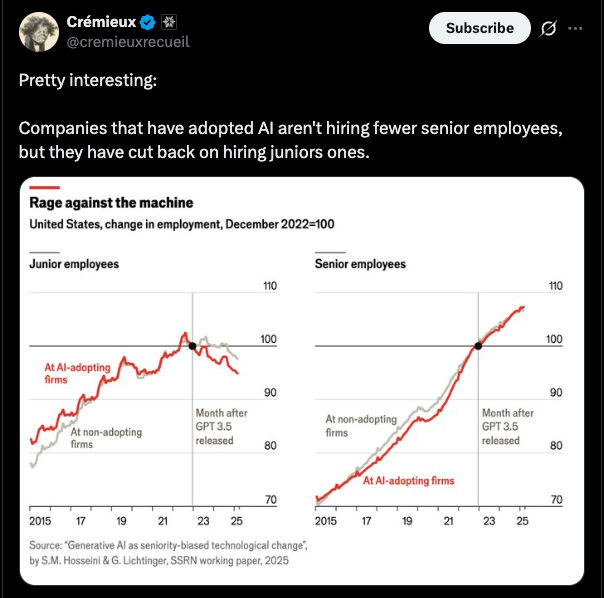 Crémieux
@cremieuxrecueil
Subscribe
Pretty interesting:
Companies that have adopted AI aren't hiring fewer senior employees,
but they have cut back on hiring juniors ones.
Rage against the machine
United States, change in employment, December 2022=100
Junior employees
110
100
90
80
70
At AI-adopting
firms
At non-adopting
firms
Month after
GPT 3.5
released
2015 17 19 21 23 25
Senior employees
110
100
90
80
70
At non-adopting
firms
At AI-adopting firms
Month after
GPT 3.5
released
2015 17 19 21 23 25
Source: "Generative AI as seniority-biased technological change",
by S.M. Hosseini & G. Lichtinger, SSRN working paper, 2025